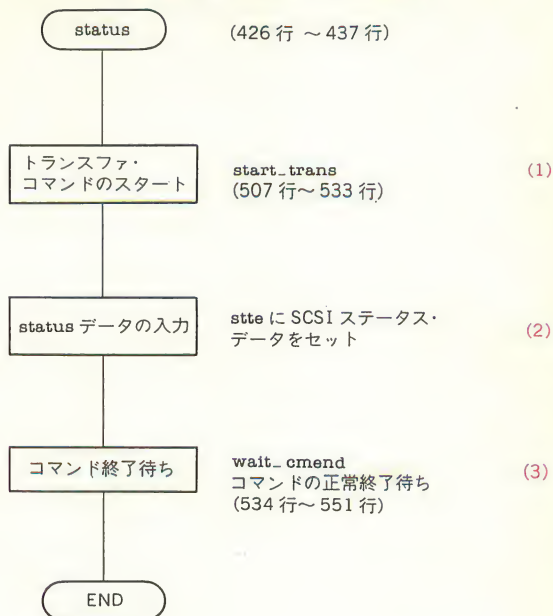 status
(426 行 ～ 437 行)
トランスファ・
コマンドのスタート
start_trans
(507 行～ 533 行)
(1)
status データの入力
stte に SCSI ステータス・
データをセット
(2)
コマンド終了待ち
wait_ cmend
コマンドの正常終了待ち
(534 行～ 551 行)
(3)
END